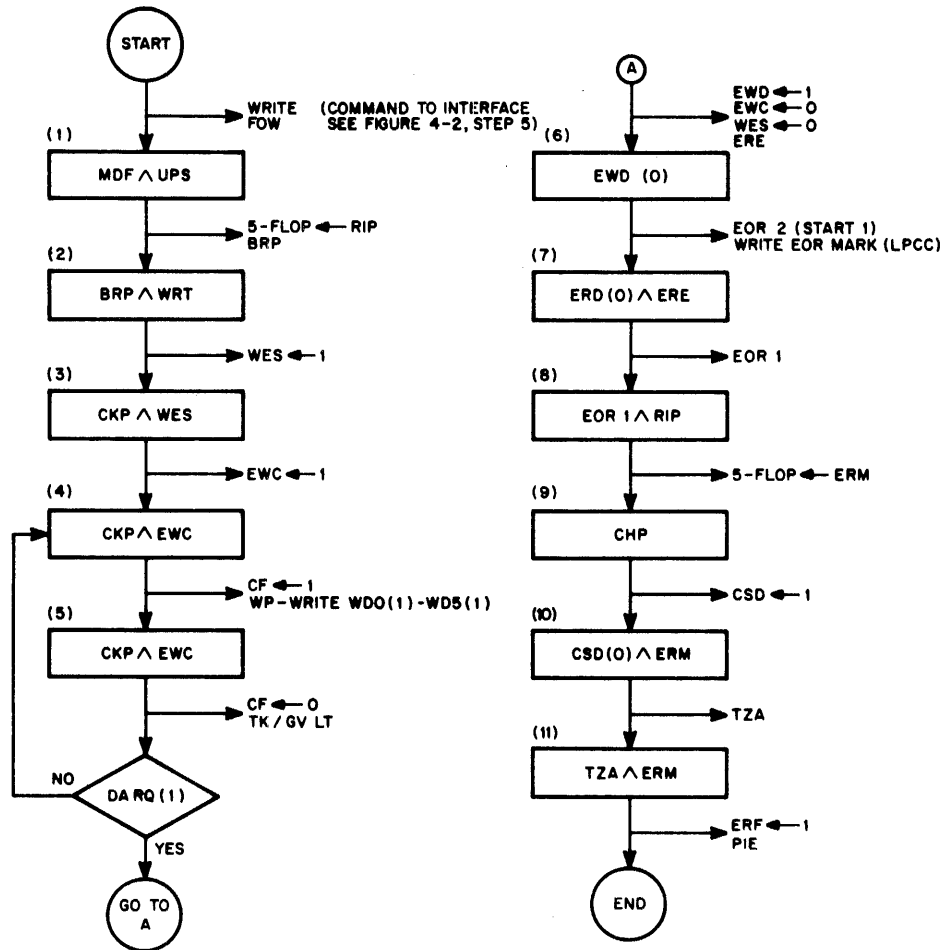 START
WRITE (COMMAND TO INTERFACE
FOW SEE FIGURE 4-2, STEP 5)
(1)
MDF ∧ UPS
5-FLOP ← RIP
BRP
(2)
BRP ∧ WRT
WES ← 1
(3)
CKP ∧ WES
EWC ← 1
(4)
CKP ∧ EWC
CF ← 1
WP-WRITE WD0(1)-WD5(1)
(5)
CKP ∧ EWC
CF ← 0
TK/GV LT
NO
DARQ(1)
YES
GO TO
A
A
EWD ← 1
EWC ← 0
WES ← 0
ERE
(6)
EWD (0)
EOR 2 (START 1)
WRITE EOR MARK (LPCC)
(7)
ERD(0) ∧ ERE
EOR 1
(8)
EOR 1 ∧ RIP
5-FLOP ← ERM
(9)
CHP
CSD ← 1
(10)
CSD(0) ∧ ERM
TZA
(11)
TZA ∧ ERM
ERF ← 1
PIE
END